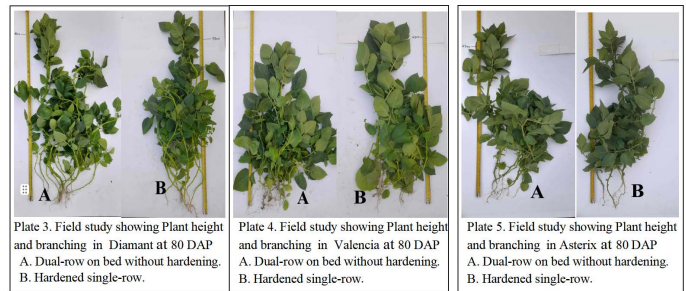 A
B
Plate 3. Field study showing Plant height
and branching in Diamant at 80 DAP
A. Dual-row on bed without hardening.
B. Hardened single-row.
A
B
Plate 4. Field study showing Plant height
and branching in Valencia at 80 DAP
A. Dual-row on bed without hardening.
B. Hardened single-row.
A
B
Plate 5. Field study showing Plant height
and branching in Asterix at 80 DAP
A. Dual-row on bed without hardening.
B. Hardened single-row.